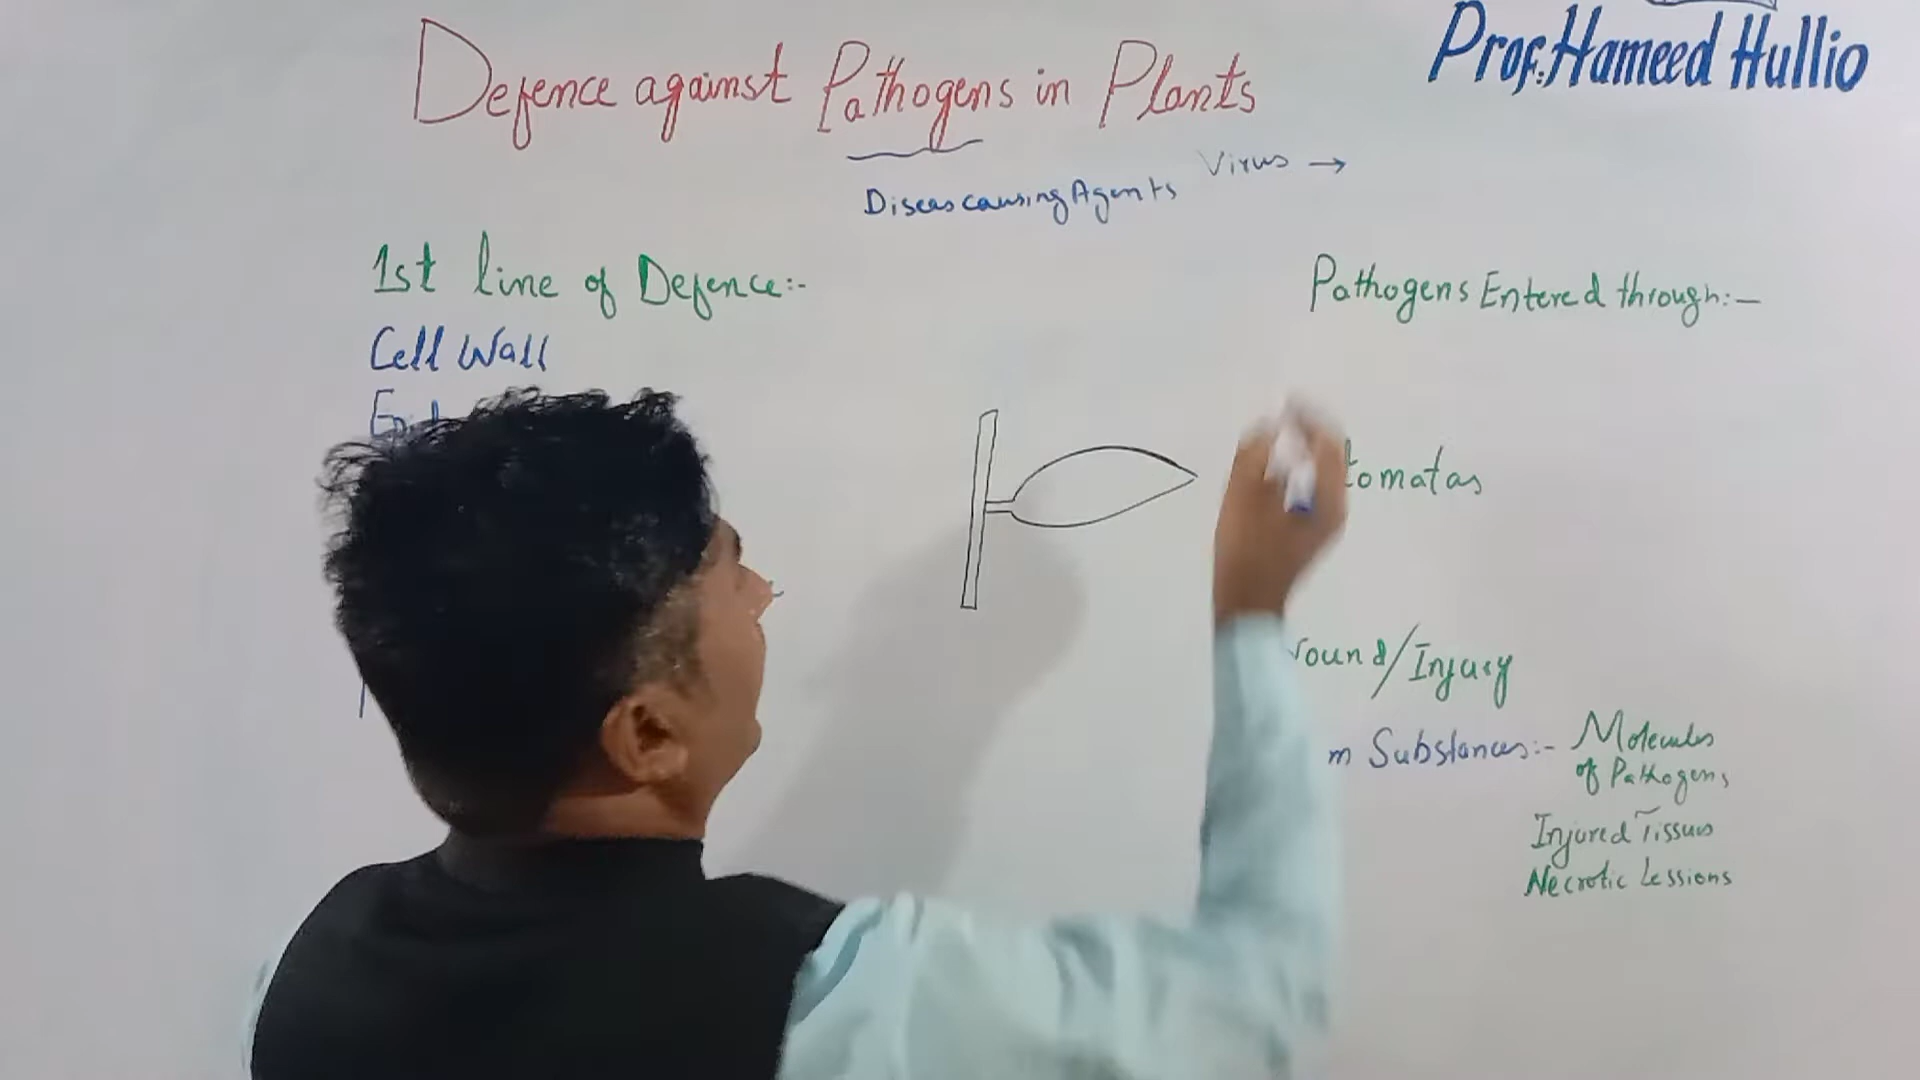 Defence against Pathogens in Plants
Prof: Hameed Hullio
Diseas causing Agents
Virus →
1st line of Defence:-
Cell Wall
Pathogens Entered through:-
tomatas
ound/Injury
m Substances:- Molecules
of Pathogens
Injured Tissues
Necrotic Lessions